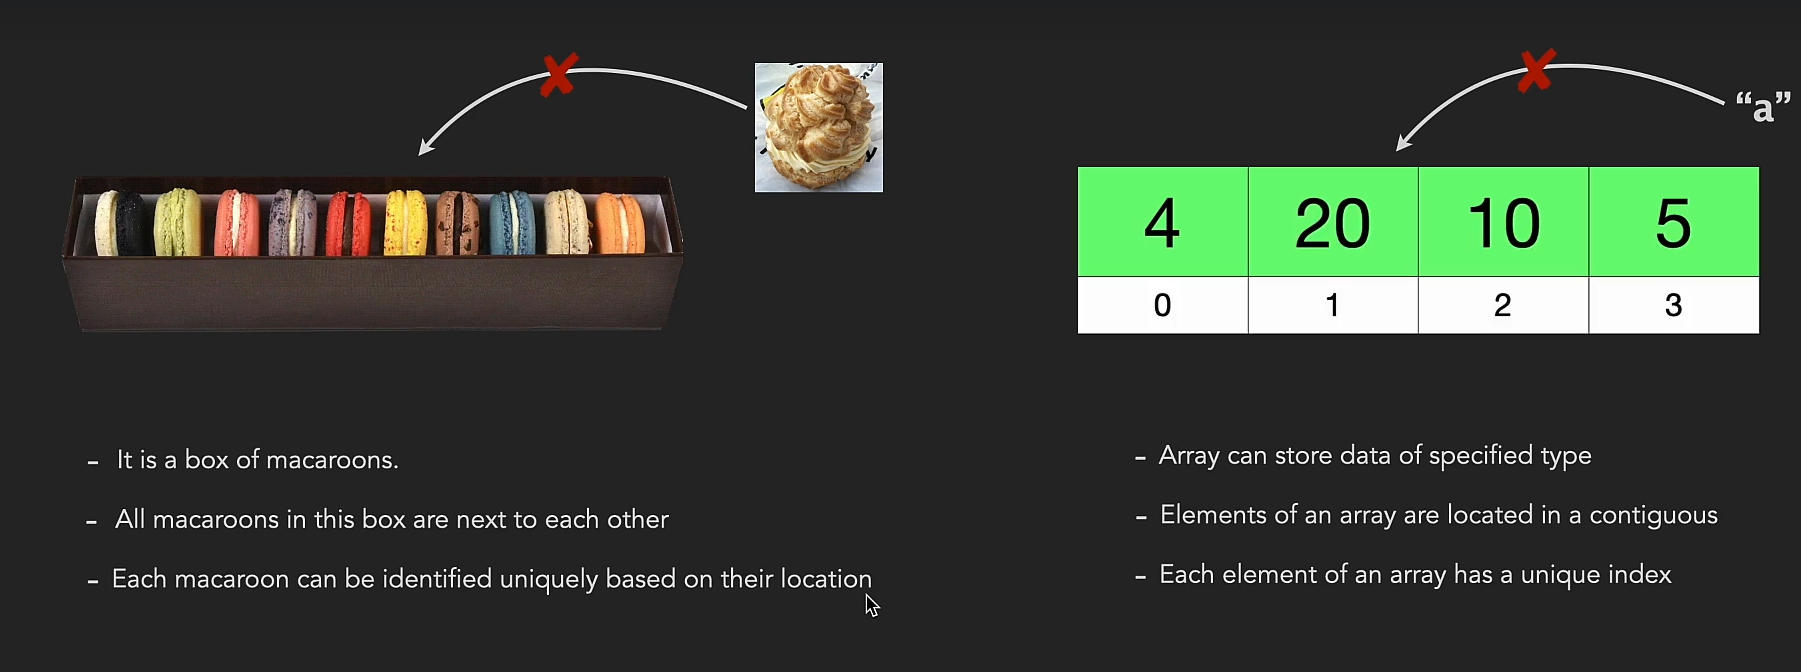 “a”
4 20 10 5
0 1 2 3
- It is a box of macaroons.
- All macaroons in this box are next to each other
- Each macaroon can be identified uniquely based on their location
- Array can store data of specified type
- Elements of an array are located in a contiguous
- Each element of an array has a unique index